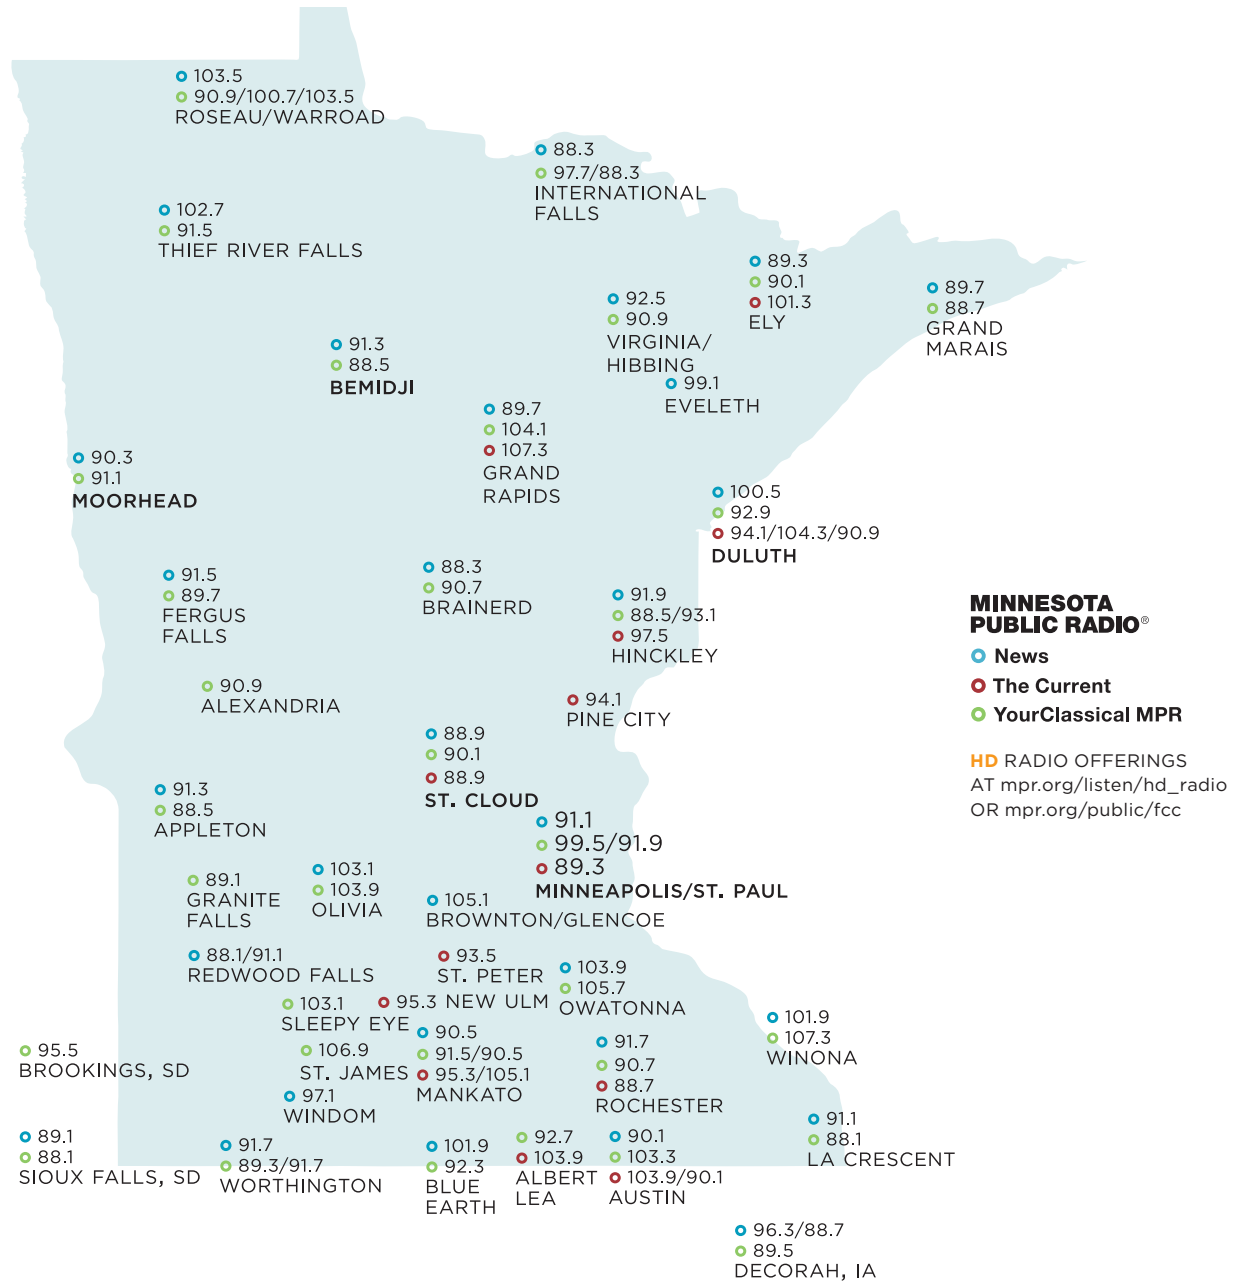 103.5
90.9/100.7/103.5
ROSEAU/WARROAD
88.3
97.7/88.3
INTERNATIONAL
FALLS
102.7
91.5
THIEF RIVER FALLS
89.3
90.1
101.3
ELY
89.7
88.7
GRAND
MARAIS
92.5
90.9
VIRGINIA/
HIBBING
91.3
88.5
BEMIDJI
99.1
EVELETH
89.7
104.1
107.3
GRAND
RAPIDS
90.3
91.1
MOORHEAD
100.5
92.9
94.1/104.3/90.9
DULUTH
91.5
89.7
FERGUS
FALLS
88.3
90.7
BRAINERD
91.9
88.5/93.1
97.5
HINCKLEY
MINNESOTA
PUBLIC RADIO®
News
The Current
YourClassical MPR
HD RADIO OFFERINGS
AT mpr.org/listen/hd_radio
OR mpr.org/public/fcc
90.9
ALEXANDRIA
94.1
PINE CITY
88.9
90.1
88.9
ST. CLOUD
91.3
88.5
APPLETON
91.1
99.5/91.9
89.3
MINNEAPOLIS/ST. PAUL
89.1
GRANITE
FALLS
103.1
103.9
OLIVIA
105.1
BROWNTON/GLENCOE
88.1/91.1
REDWOOD FALLS
93.5
ST. PETER
103.9
105.7
OWATONNA
103.1
SLEEPY EYE
95.3 NEW ULM
101.9
107.3
WINONA
95.5
BROOKINGS, SD
106.9
ST. JAMES
90.5
91.5/90.5
95.3/105.1
MANKATO
91.7
90.7
88.7
ROCHESTER
97.1
WINDOM
91.1
88.1
LA CRESCENT
89.1
88.1
SIOUX FALLS, SD
91.7
89.3/91.7
WORTHINGTON
101.9
92.3
BLUE
EARTH
92.7
103.9
ALBERT
LEA
90.1
103.3
103.9/90.1
AUSTIN
96.3/88.7
89.5
DECORAH, IA